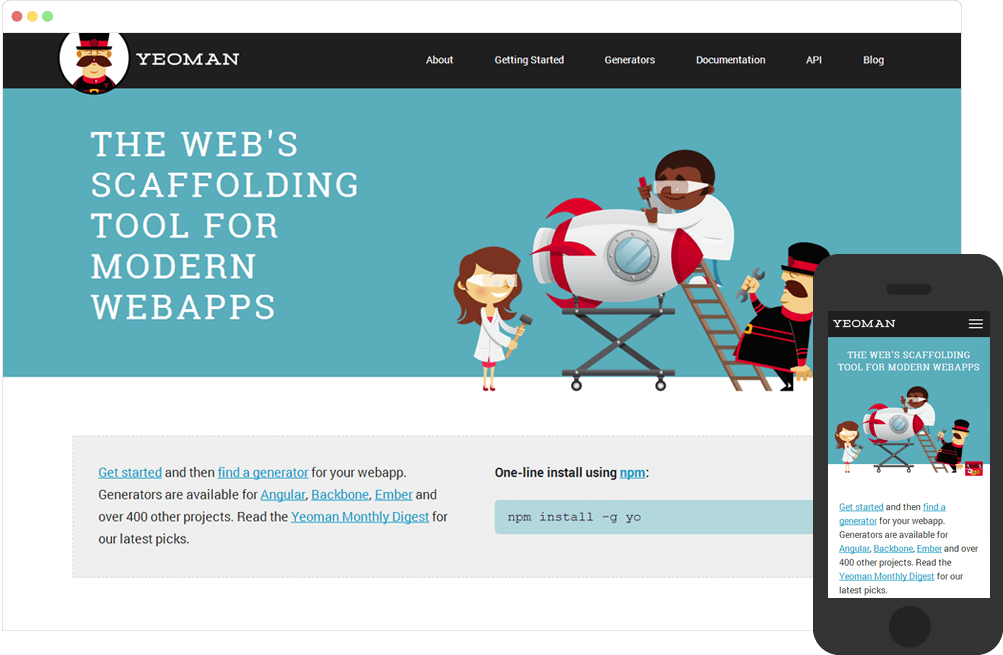 YEOMAN
About Getting Started Generators Documentation API Blog
THE WEB'S
SCAFFOLDING
TOOL FOR
MODERN
WEBAPPS
Get started and then find a generator for your webapp.
Generators are available for Angular, Backbone, Ember and
over 400 other projects. Read the Yeoman Monthly Digest for
our latest picks.
One-line install using npm:
npm install -g yo
YEOMAN
THE WEB'S SCAFFOLDING
TOOL FOR MODERN WEBAPPS
Get started and then find a
generator for your webapp.
Generators are available for
Angular, Backbone, Ember and over
400 other projects. Read the
Yeoman Monthly Digest for our
latest picks.